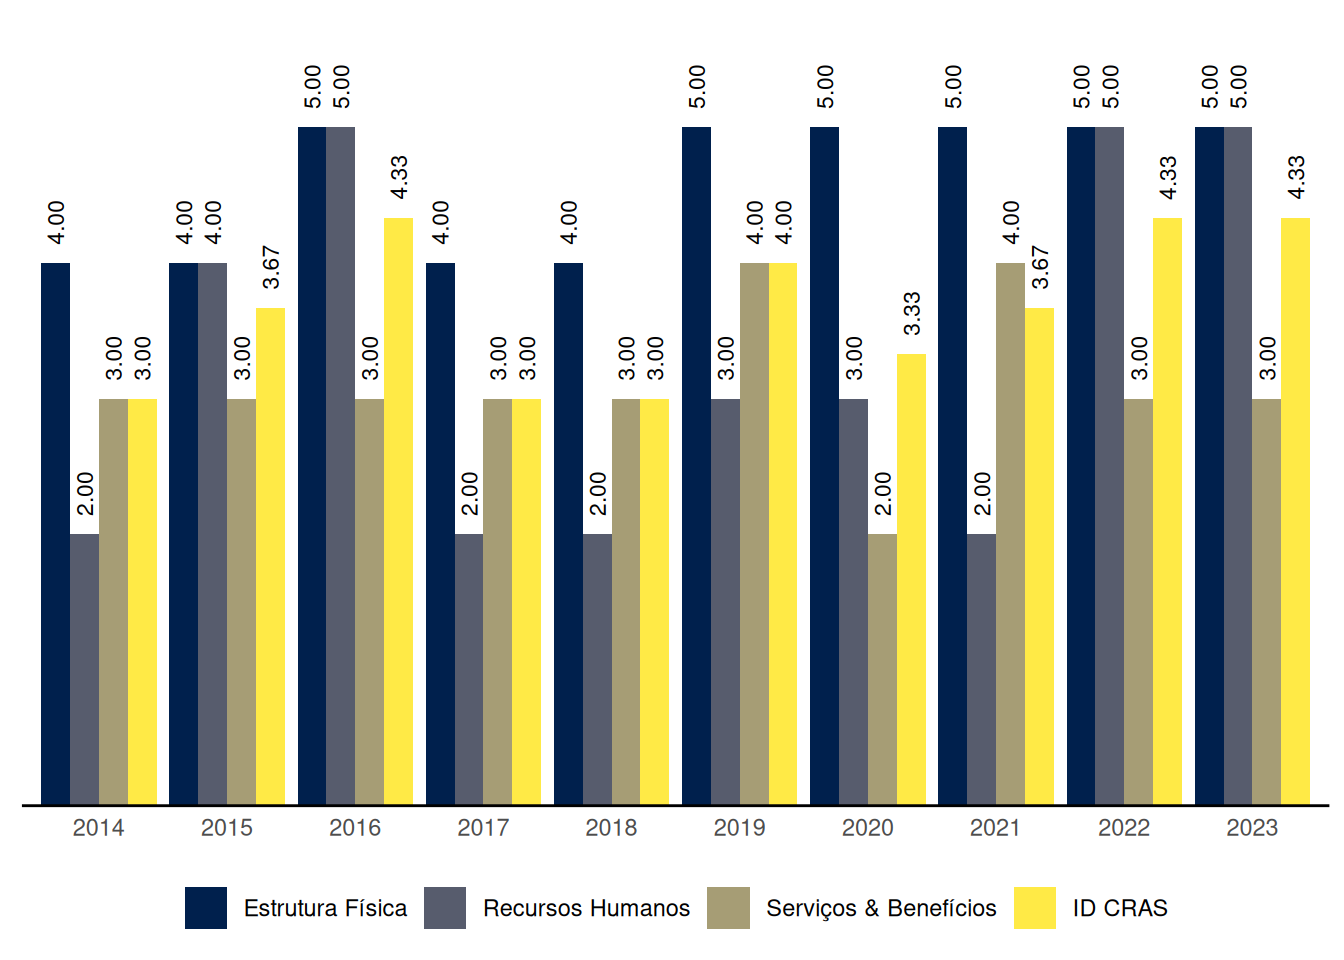 5.00 5.00 5.00 5.00 5.00 5.00 5.00 5.00 5.00
4.33 4.33 4.33
4.00 4.00 4.00 4.00 4.00 4.00 4.00 4.00
3.67 3.67
3.33
3.00 3.00 3.00 3.00 3.00 3.00 3.00 3.00 3.00 3.00 3.00 3.00
2.00 2.00 2.00 2.00 2.00
2014 2015 2016 2017 2018 2019 2020 2021 2022 2023
Estrutura Física Recursos Humanos Serviços & Benefícios ID CRAS